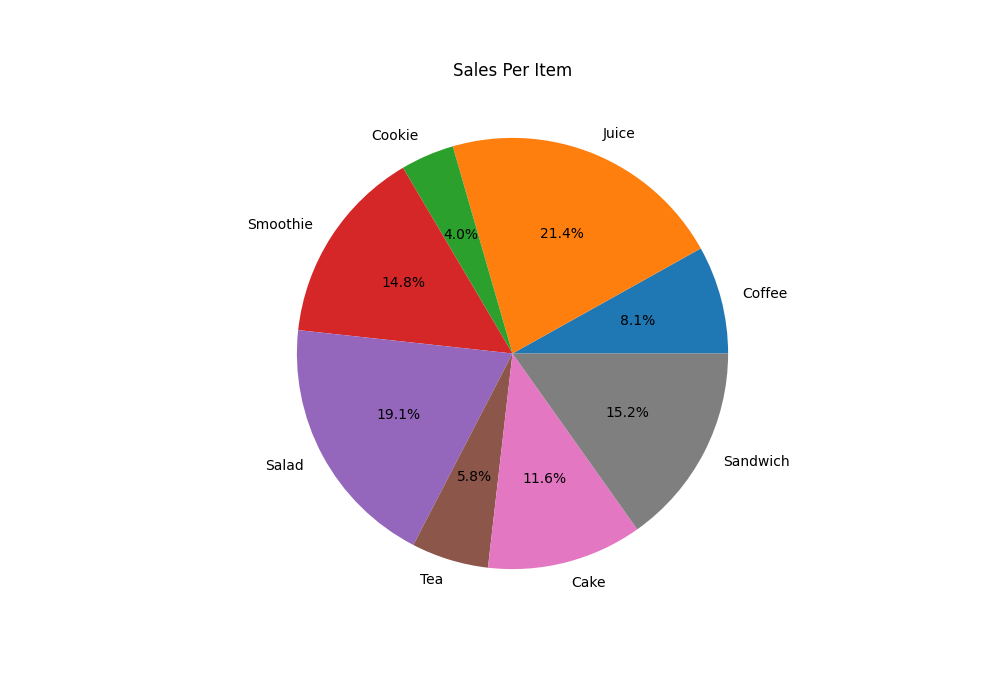 Sales Per Item
Juice
Cookie
Smoothie
4.0%
21.4%
14.8%
Coffee
8.1%
19.1%
15.2%
Salad
Sandwich
5.8%
11.6%
Tea
Cake